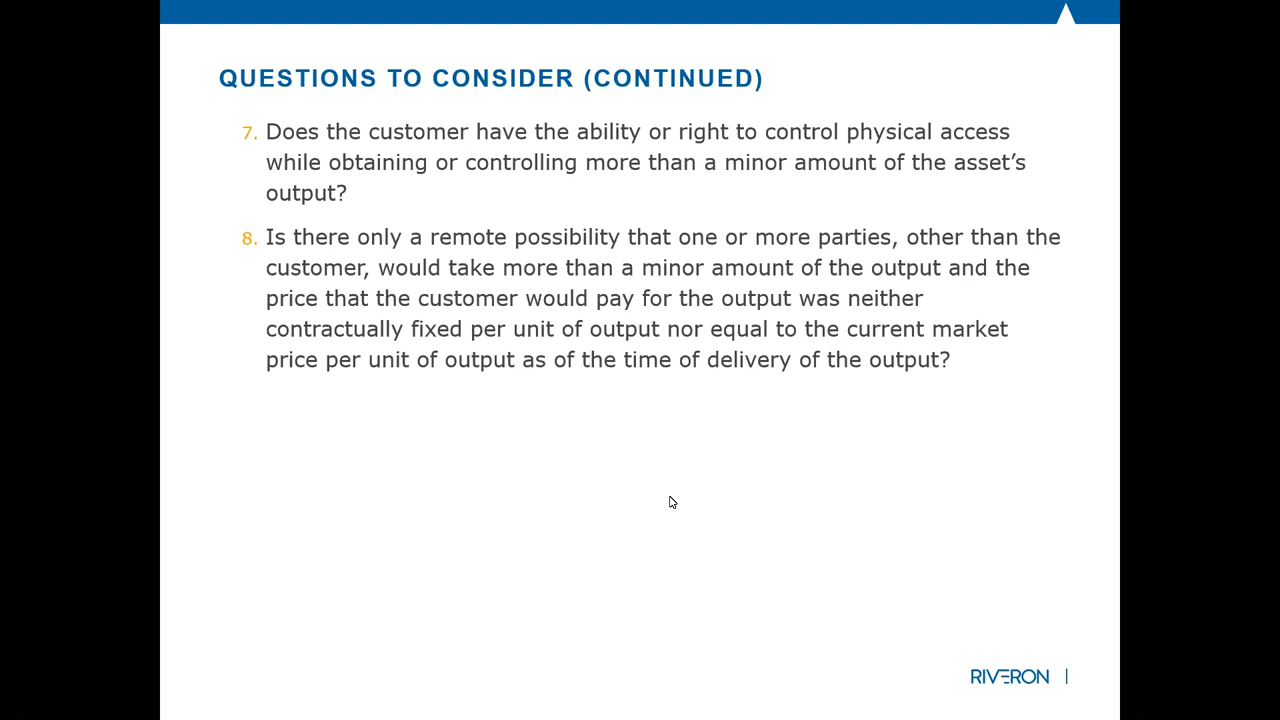 QUESTIONS TO CONSIDER (CONTINUED)
7. Does the customer have the ability or right to control physical access
while obtaining or controlling more than a minor amount of the asset’s
output?
8. Is there only a remote possibility that one or more parties, other than the
customer, would take more than a minor amount of the output and the
price that the customer would pay for the output was neither
contractually fixed per unit of output nor equal to the current market
price per unit of output as of the time of delivery of the output?
RIVERON |